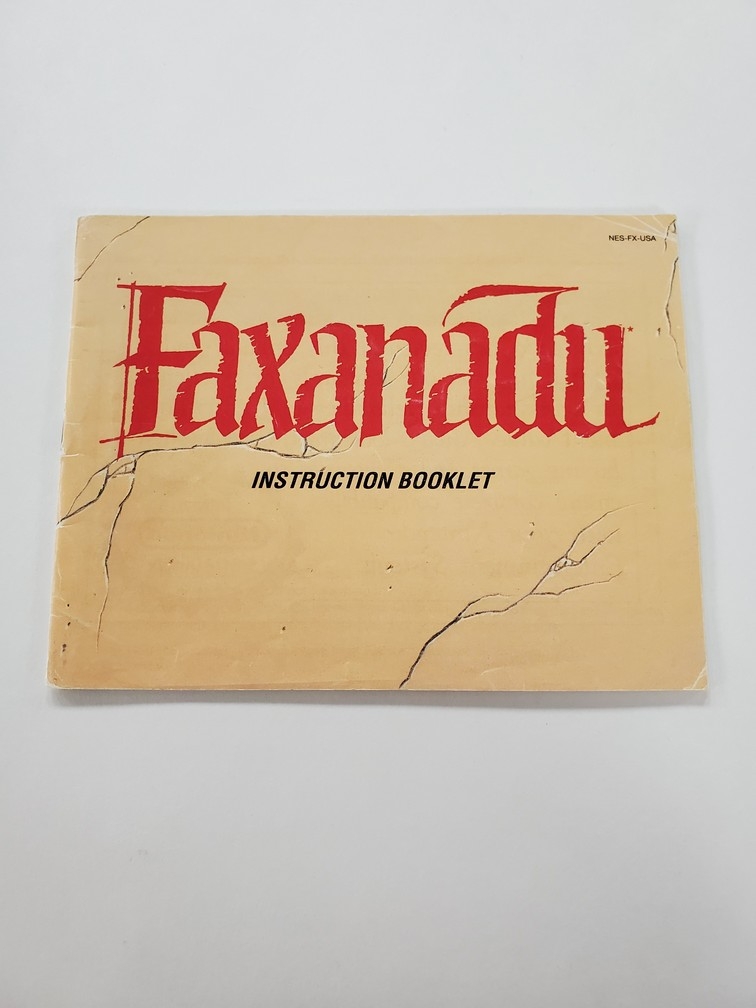 NES-FX-USA
Faxanadu*
INSTRUCTION BOOKLET